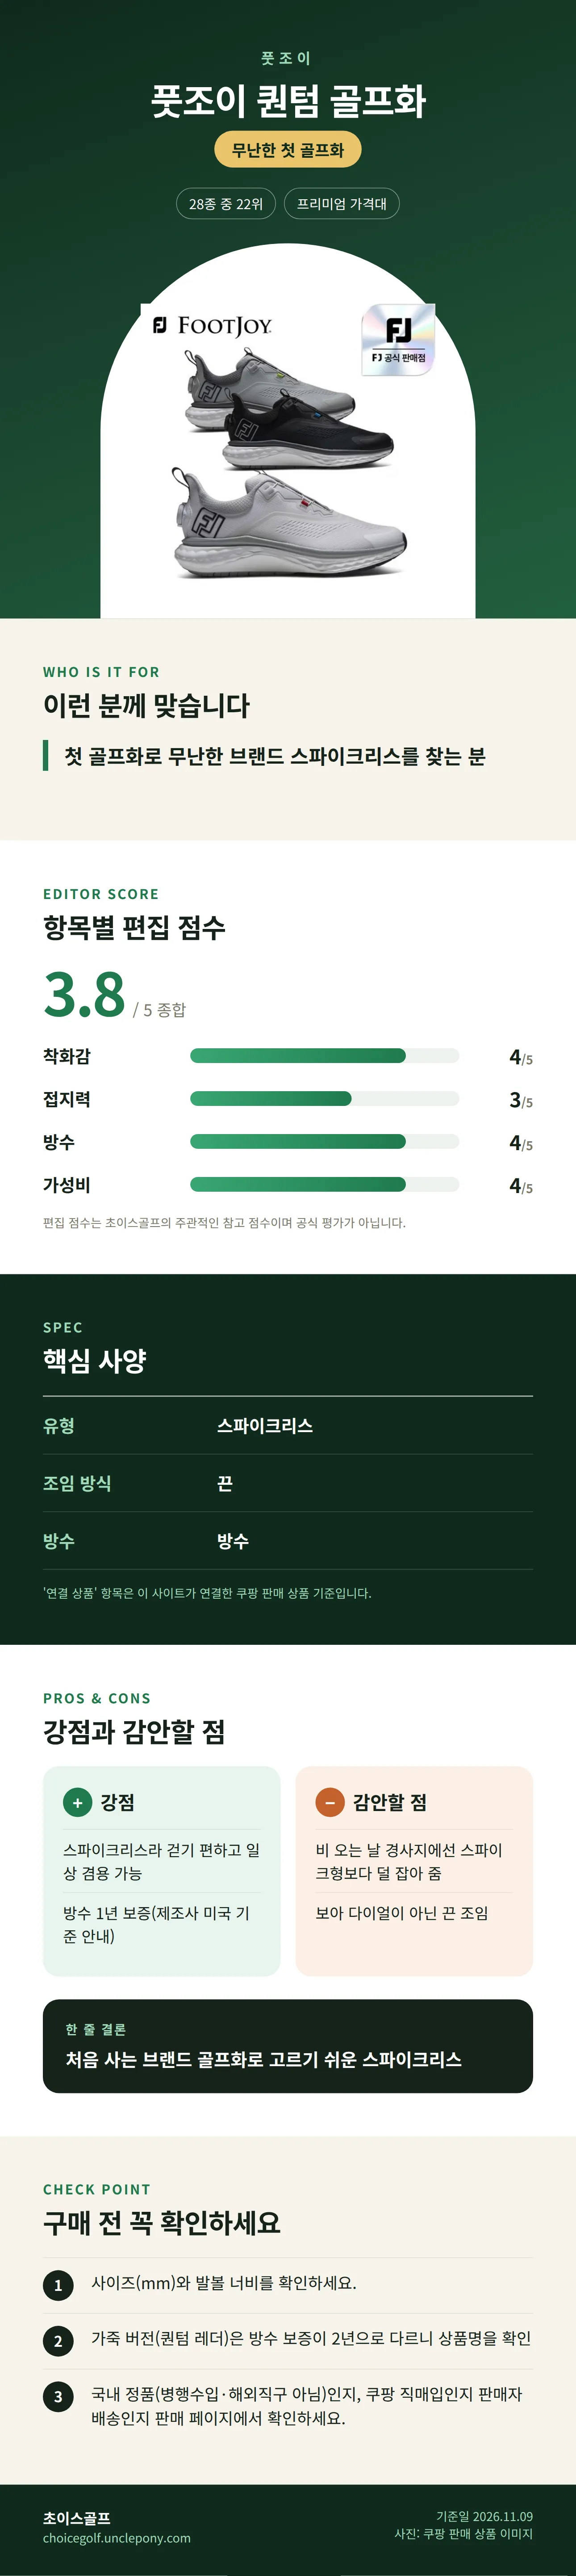 풋조이
풋조이 퀀텀 골프화
무난한 첫 골프화
28종 중 22위
프리미엄 가격대
FJ FOOTJOY
FJ
FJ 공식 판매점
WHO IS IT FOR
이런 분께 맞습니다
첫 골프화로 무난한 브랜드 스파이크리스를 찾는 분
EDITOR SCORE
항목별 편집 점수
3.8 / 5 종합
착화감 4/5
접지력 3/5
방수 4/5
가성비 4/5
편집 점수는 초이스골프의 주관적인 참고 점수이며 공식 평가가 아닙니다.
SPEC
핵심 사양
유형 스파이크리스
조임 방식 끈
방수 방수
'연결 상품' 항목은 이 사이트가 연결한 쿠팡 판매 상품 기준입니다.
PROS & CONS
강점과 감안할 점
+ 강점
스파이크리스라 걷기 편하고 일
상 겸용 가능
방수 1년 보증(제조사 미국 기
준 안내)
− 감안할 점
비 오는 날 경사지에선 스파이
크형보다 덜 잡아 줌
보아 다이얼이 아닌 끈 조임
한 줄 결론
처음 사는 브랜드 골프화로 고르기 쉬운 스파이크리스
CHECK POINT
구매 전 꼭 확인하세요
1 사이즈(mm)와 발볼 너비를 확인하세요.
2 가죽 버전(퀀텀 레더)은 방수 보증이 2년으로 다르니 상품명을 확인
3 국내 정품(병행수입·해외직구 아님)인지, 쿠팡 직매입인지 판매자
배송인지 판매 페이지에서 확인하세요.
초이스골프
choicegolf.unclepony.com
기준일 2026.11.09
사진: 쿠팡 판매 상품 이미지